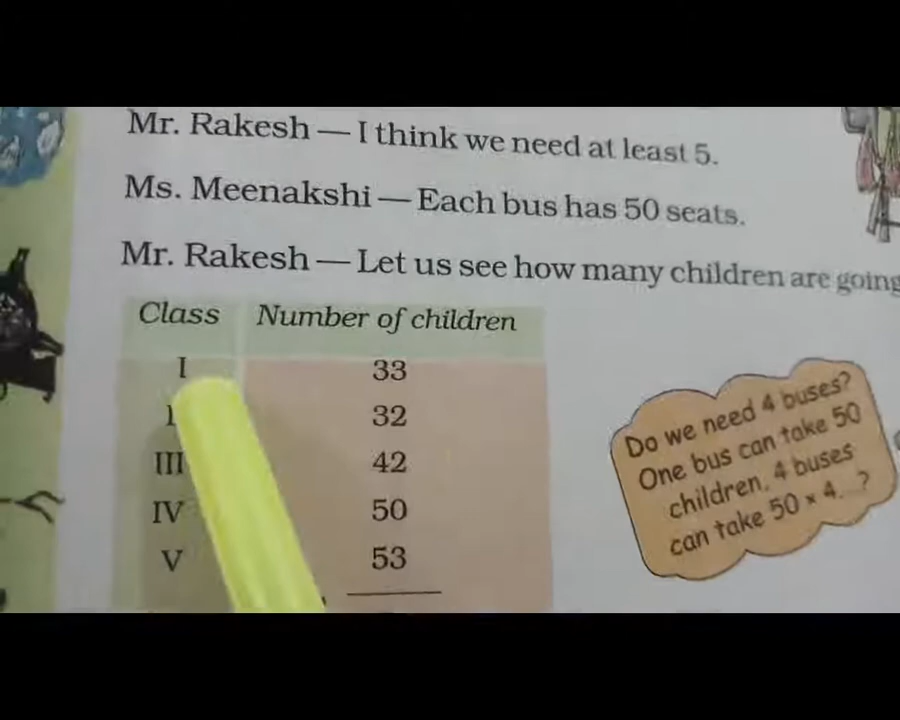 Mr. Rakesh — I think we need at least 5.
Ms. Meenakshi — Each bus has 50 seats.
Mr. Rakesh — Let us see how many children are going
Class Number of children
I 33
32
III 42
IV 50
V 53
Do we need 4 buses?
One bus can take 50
children. 4 buses
can take 50 × 4...?